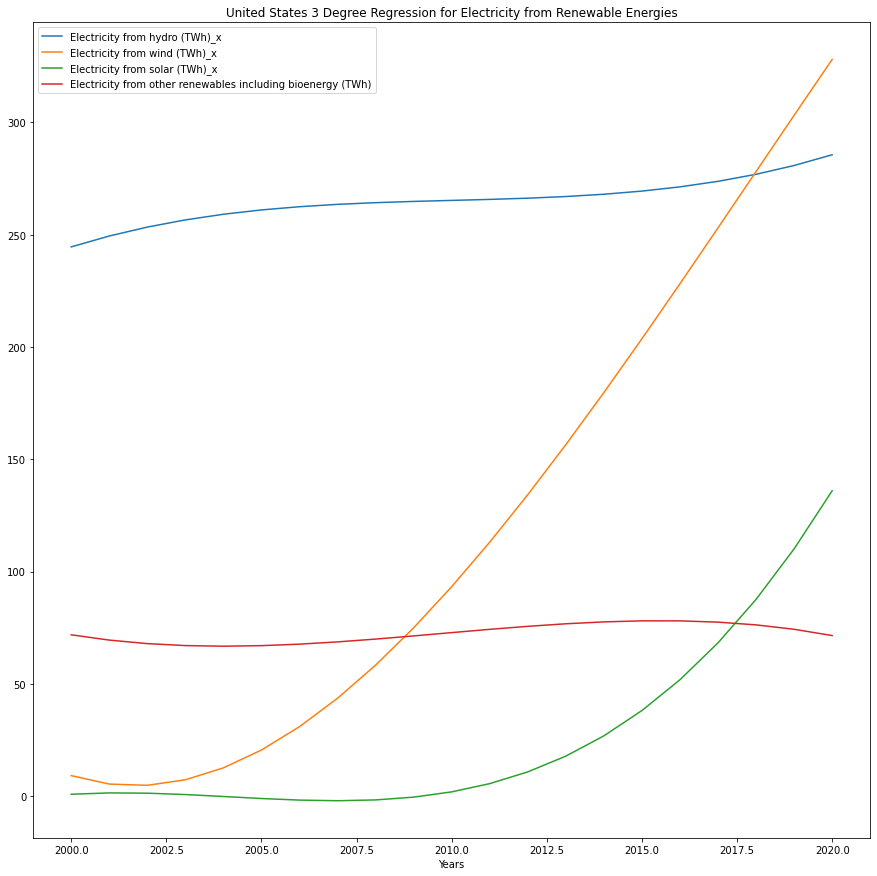 United States 3 Degree Regression for Electricity from Renewable Energies
Electricity from hydro (TWh)_x
Electricity from wind (TWh)_x
Electricity from solar (TWh)_x
Electricity from other renewables including bioenergy (TWh)
300
250
200
150
100
50
0
2000.0 2002.5 2005.0 2007.5 2010.0 2012.5 2015.0 2017.5 2020.0
Years